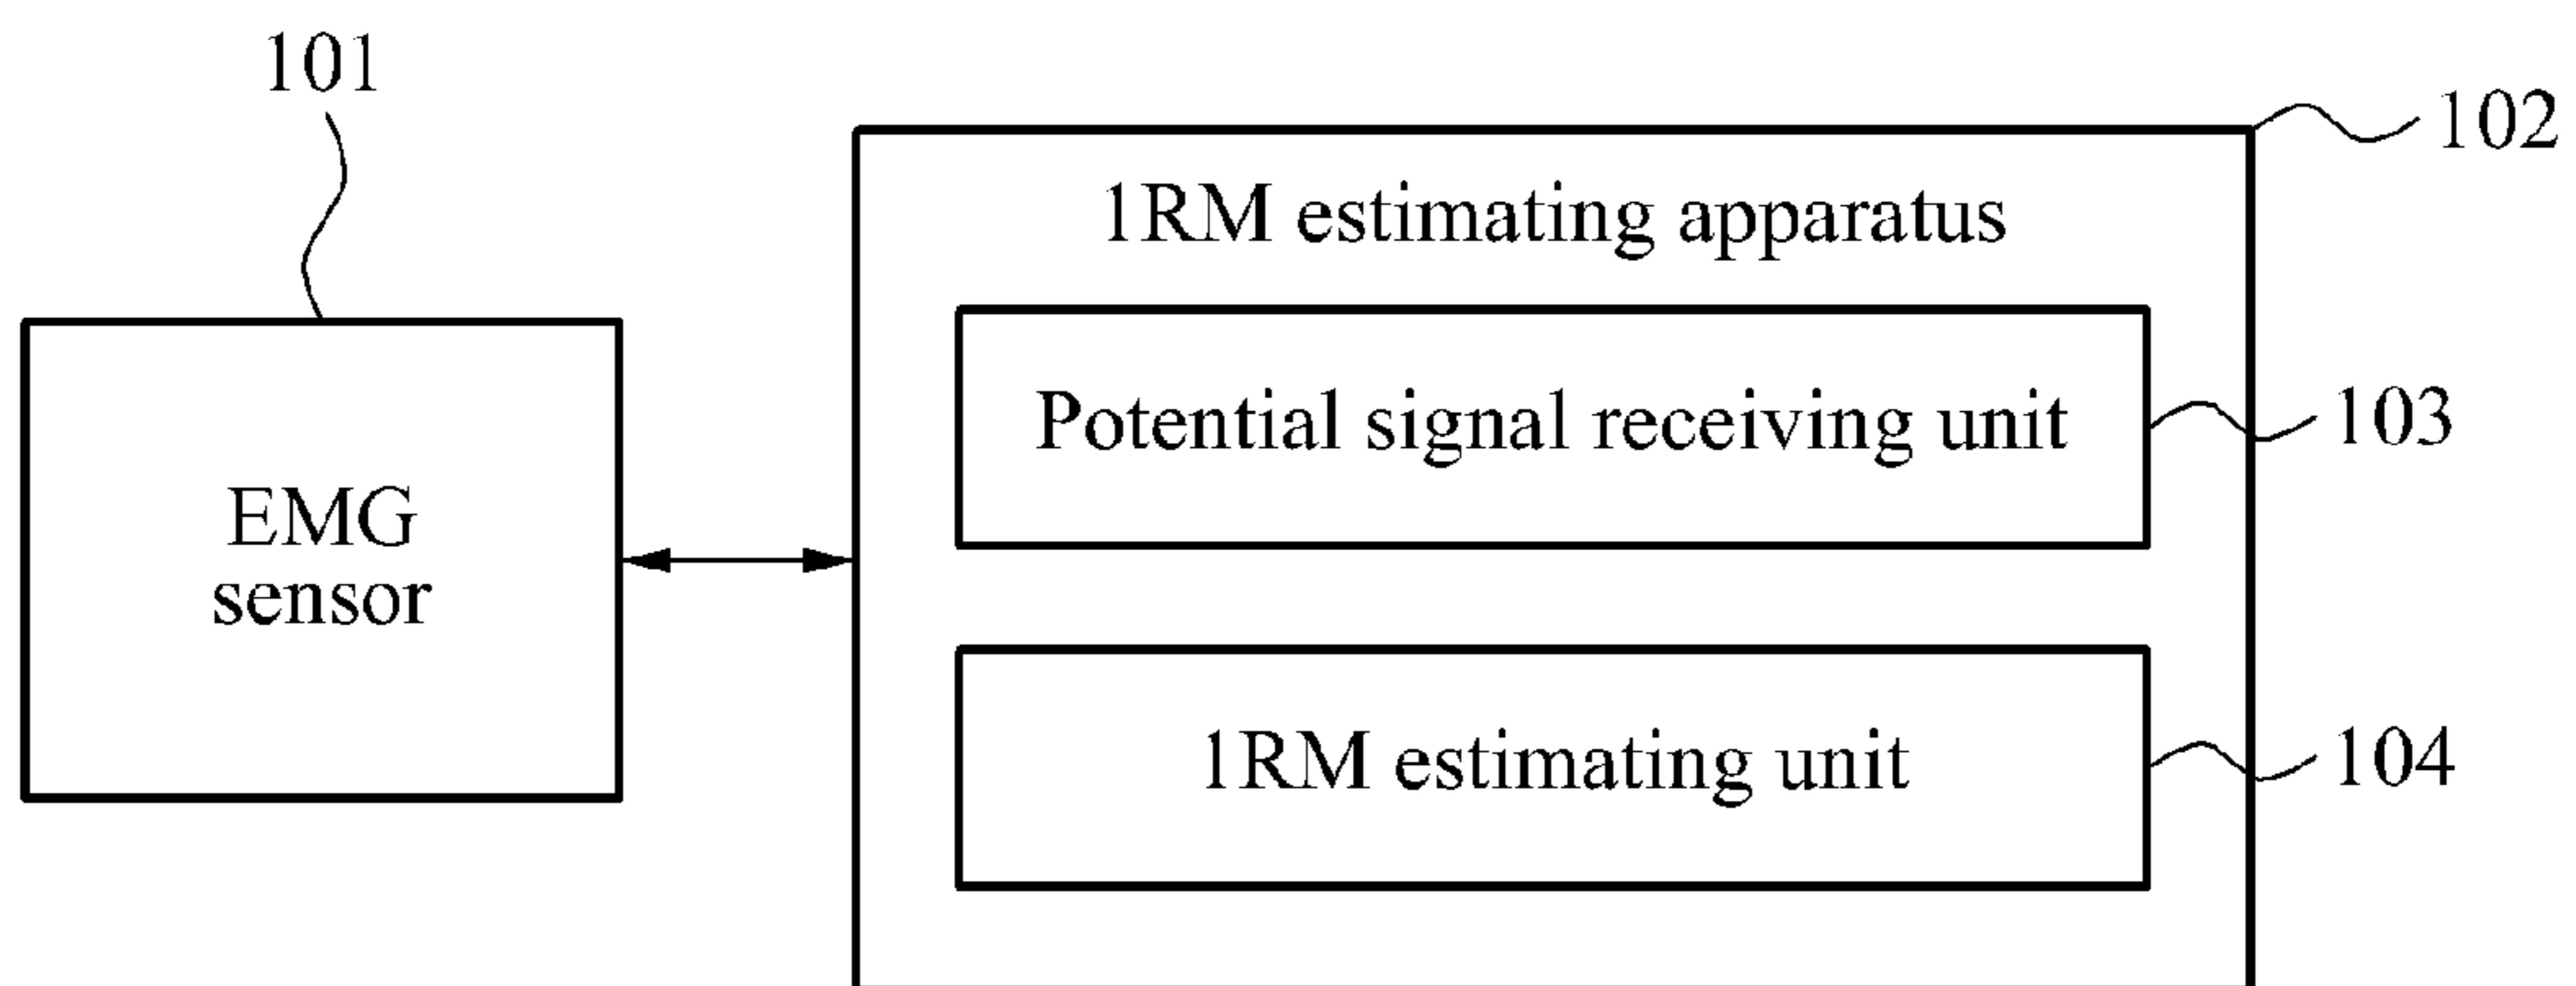 101
102
1RM estimating apparatus
Potential signal receiving unit
103
EMG
sensor
1RM estimating unit
104